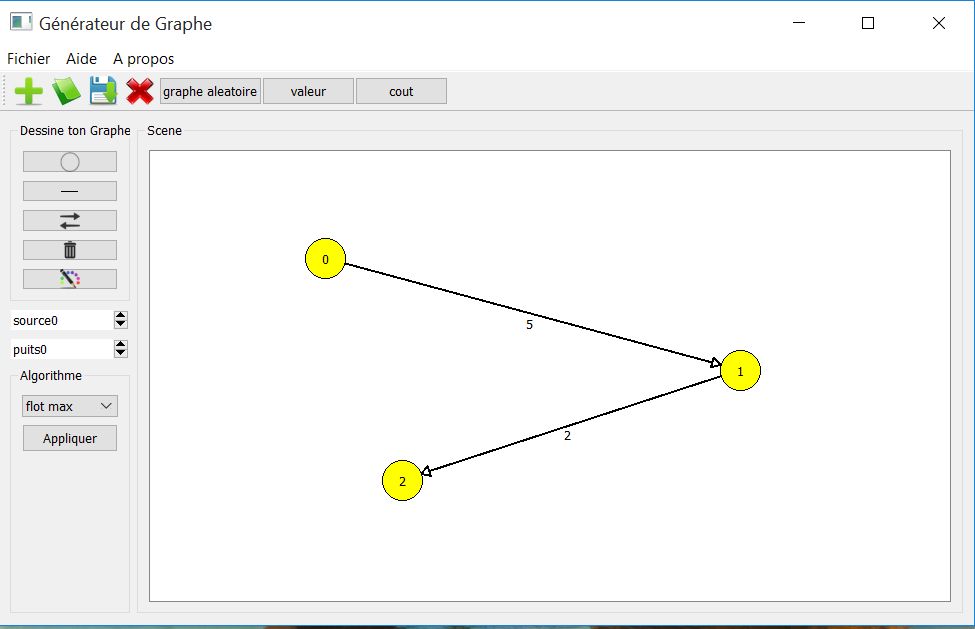 Générateur de Graphe
Fichier Aide A propos
graphe aleatoire valeur cout
Dessine ton Graphe
Scene
0
5
1
2
2
source0
puits0
Algorithme
flot max
Appliquer